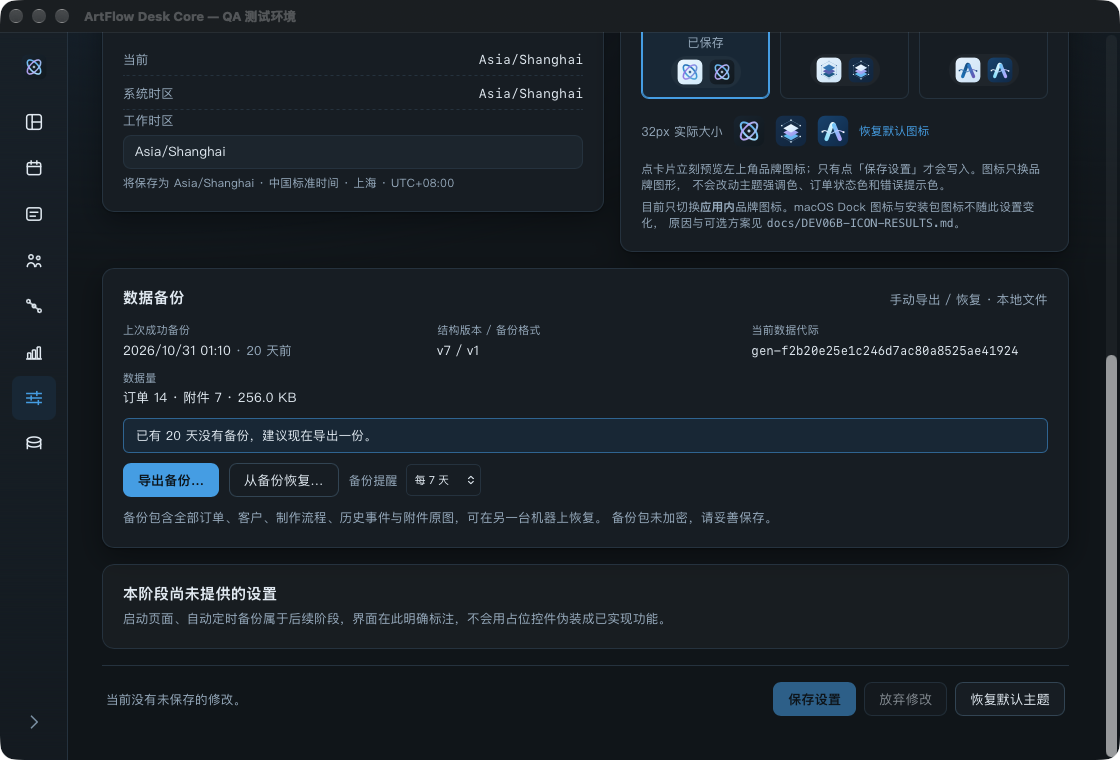 ArtFlow Desk Core — QA 测试环境
当前 Asia/Shanghai
系统时区 Asia/Shanghai
工作时区
Asia/Shanghai
将保存为 Asia/Shanghai · 中国标准时间 · 上海 · UTC+08:00
已保存
32px 实际大小 恢复默认图标
点卡片立刻预览左上角品牌图标；只有点「保存设置」才会写入。图标只换品
牌图形， 不会改动主题强调色、订单状态色和错误提示色。
目前只切换应用内品牌图标。macOS Dock 图标与安装包图标不随此设置变
化， 原因与可选方案见 docs/DEV06B-ICON-RESULTS.md。
数据备份 手动导出 / 恢复 · 本地文件
上次成功备份 结构版本 / 备份格式 当前数据代际
2026/10/31 01:10 · 20 天前 v7 / v1 gen-f2b20e25e1c246d7ac80a8525ae41924
数据量
订单 14 · 附件 7 · 256.0 KB
已有 20 天没有备份，建议现在导出一份。
导出备份… 从备份恢复… 备份提醒 每 7 天
备份包含全部订单、客户、制作流程、历史事件与附件原图，可在另一台机器上恢复。 备份包未加密，请妥善保存。
本阶段尚未提供的设置
启动页面、自动定时备份属于后续阶段，界面在此明确标注，不会用占位控件伪装成已实现功能。
当前没有未保存的修改。 保存设置 放弃修改 恢复默认主题